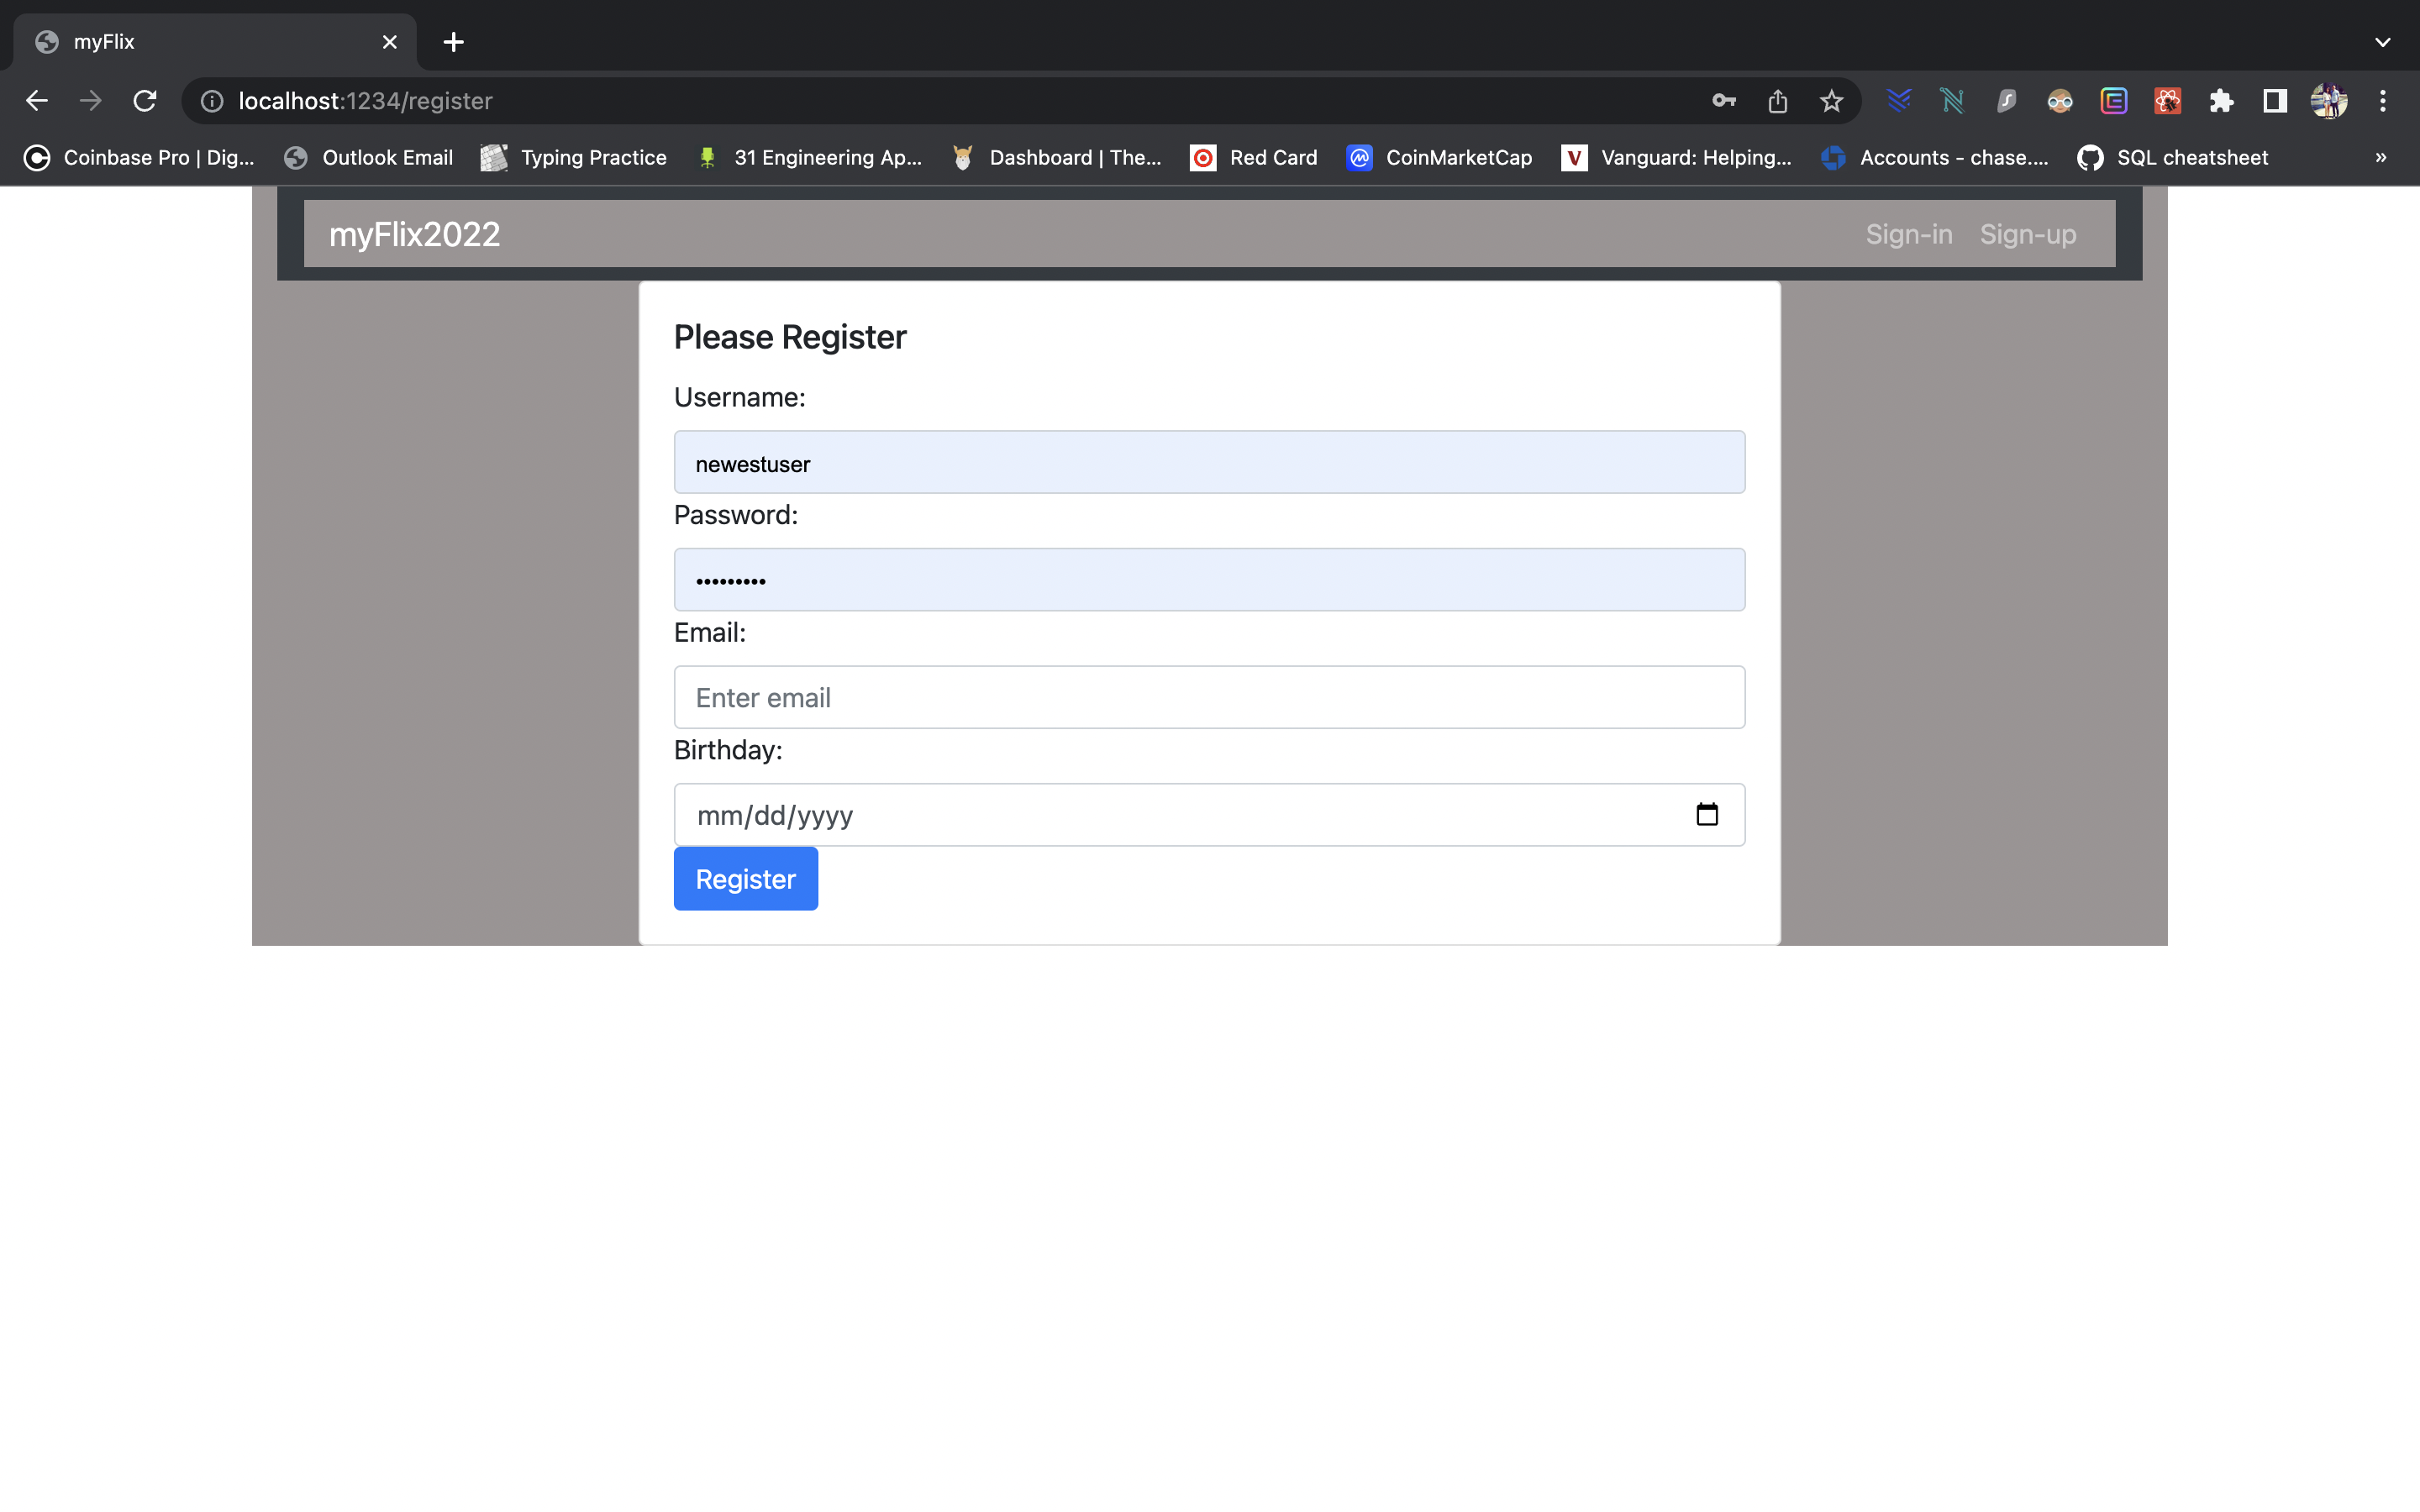 myFlix
localhost:1234/register
Coinbase Pro | Dig... Outlook Email Typing Practice 31 Engineering Ap... Dashboard | The... Red Card CoinMarketCap Vanguard: Helping... Accounts - chase.... SQL cheatsheet »
myFlix2022 Sign-in Sign-up
Please Register
Username:
newestuser
Password:
•••••••••
Email:
Enter email
Birthday:
mm/dd/yyyy
Register